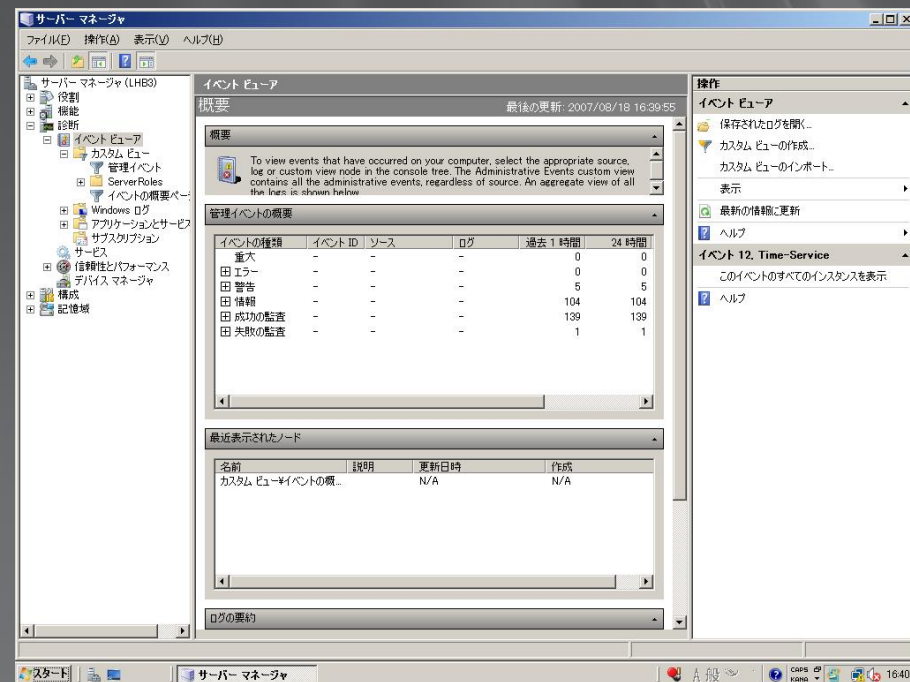 サーバー マネージャ
ファイル(F) 操作(A) 表示(V) ヘルプ(H)
サーバー マネージャ (LHB3)
役割
機能
診断
イベント ビューア
カスタム ビュー
管理イベント
ServerRoles
イベントの概要ペー
Windows ログ
アプリケーションとサービス
サブスクリプション
サービス
信頼性とパフォーマンス
デバイス マネージャ
構成
記憶域
イベント ビューア
概要 最後の更新: 2007/08/18 16:39:55
概要
To view events that have occurred on your computer, select the appropriate source,
log or custom view node in the console tree. The Administrative Events custom view
contains all the administrative events, regardless of source. An aggregate view of all
the logs is shown below.
管理イベントの概要
イベントの種類 イベント ID ソース ログ 過去 1 時間 24 時間
重大 - - - 0 0
エラー - - - 0 0
警告 - - - 5 5
情報 - - - 104 104
成功の監査 - - - 139 139
失敗の監査 - - - 1 1
最近表示されたノード
名前 説明 更新日時 作成
カスタム ビュー¥イベントの概... N/A N/A
ログの要約
操作
イベント ビューア
保存されたログを開く...
カスタム ビューの作成...
カスタム ビューのインポート...
表示
最新の情報に更新
ヘルプ
イベント 12, Time-Service
このイベントのすべてのインスタンスを表示
ヘルプ
スタート サーバー マネージャ A 般 CAPS KANA 16:40